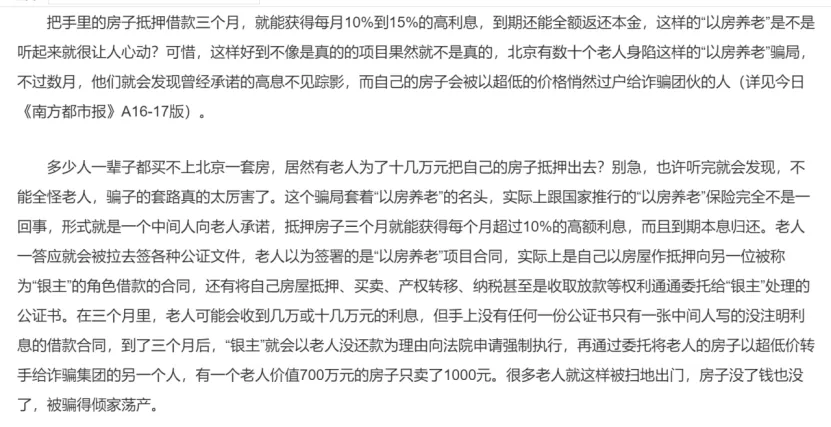 把手里的房子抵押借款三个月，就能获得每月10%到15%的高利息，到期还能全额返还本金，这样的“以房养老”是不是
听起来就很让人心动？可惜，这样好到不像是真的的项目果然就不是真的，北京有数十个老人身陷这样的“以房养老”骗局，
不过数月，他们就会发现曾经承诺的高息不见踪影，而自己的房子会被以超低的价格悄然过户给诈骗团伙的人（详见今日
《南方都市报》A16-17版）。
多少人一辈子都买不上北京一套房，居然有老人为了十几万元把自己的房子抵押出去？别急，也许听完就会发现，不
能全怪老人，骗子的套路真的太厉害了。这个骗局套着“以房养老”的名头，实际上跟国家推行的“以房养老”保险完全不是一
回事，形式就是一个中间人向老人承诺，抵押房子三个月就能获得每个月超过10%的高额利息，而且到期本息归还。老人
一答应就会被拉去签各种公证文件，老人以为签署的是“以房养老”项目合同，实际上是自己以房屋作抵押向另一位被称
为“银主”的角色借款的合同，还有将自己房屋抵押、买卖、产权转移、纳税甚至是收取放款等权利通通委托给“银主”处理的
公证书。在三个月里，老人可能会收到几万或十几万元的利息，但手上没有任何一份公证书只有一张中间人写的没注明利
息的借款合同，到了三个月后，“银主”就会以老人没还款为理由向法院申请强制执行，再通过委托将老人的房子以超低价转
手给诈骗集团的另一个人，有一个老人价值700万元的房子只卖了1000元。很多老人就这样被扫地出门，房子没了钱也没
了，被骗得倾家荡产。